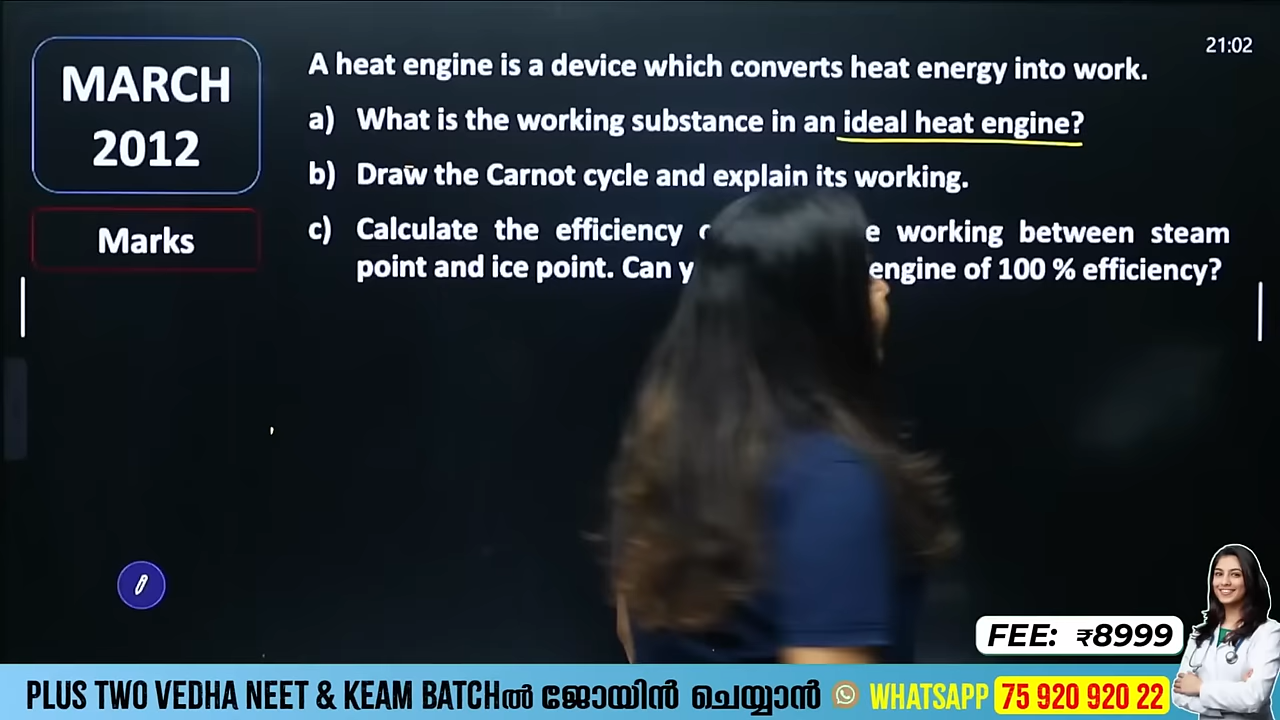 21:02
MARCH
2012
Marks
A heat engine is a device which converts heat energy into work.
a) What is the working substance in an ideal heat engine?
b) Draw the Carnot cycle and explain its working.
c) Calculate the efficiency working between steam
point and ice point. Can engine of 100 % efficiency?
FEE: ₹8999
PLUS TWO VEDHA NEET & KEAM BATCHൽ ജോയിൻ ചെയ്യാൻ WHATSAPP 75 920 920 22